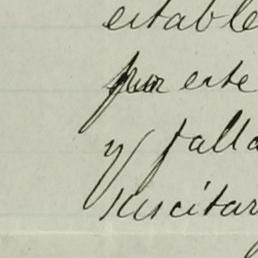 estable
por este
y falla
suscitar